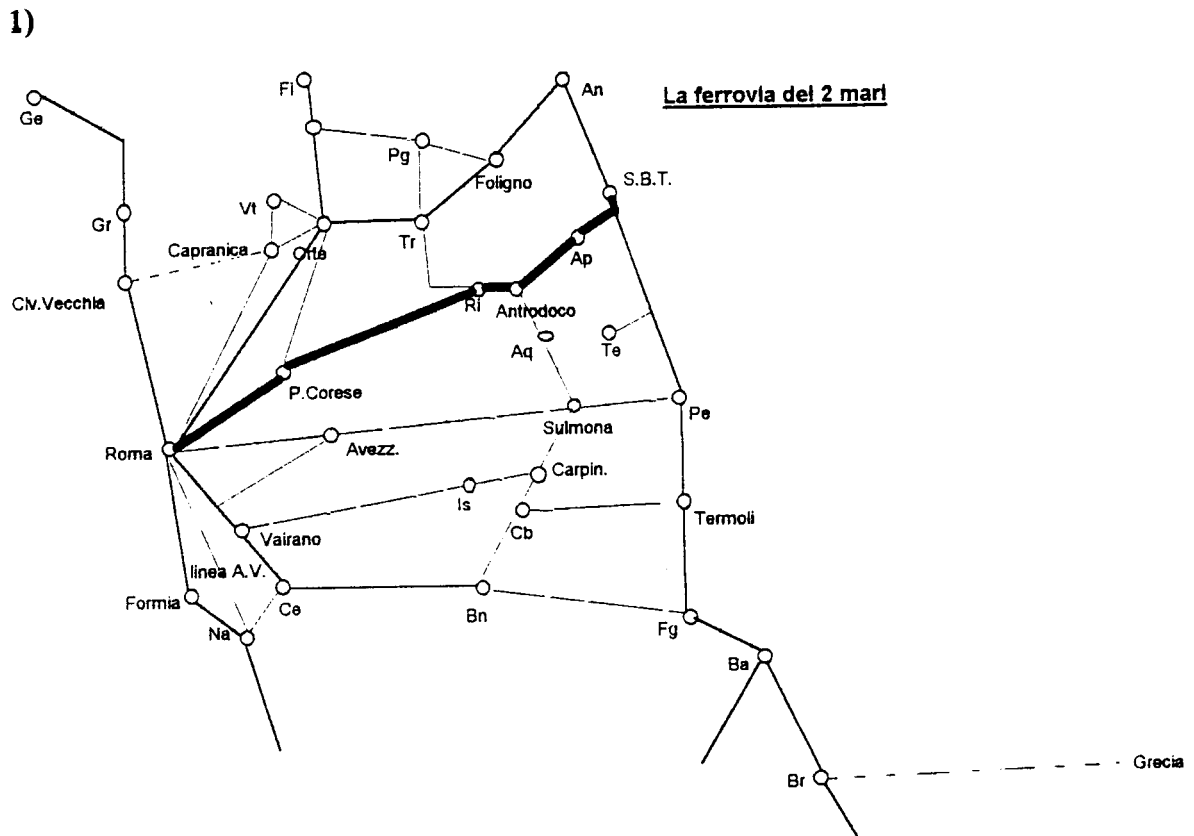 1)
La ferrovia dei 2 mari
Fi
An
Ge
Pg
Foligno
S.B.T.
Vt
Gr
Capranica
Tr
Ap
Civ.Vecchia
Ri
Antrodoco
Aq
Te
P.Corese
Pe
Sulmona
Roma
Avezz.
Carpin.
Is
Cb
Termoli
Vairano
linea A.V.
Formia
Ce
Bn
Na
Fg
Ba
Br
Grecia